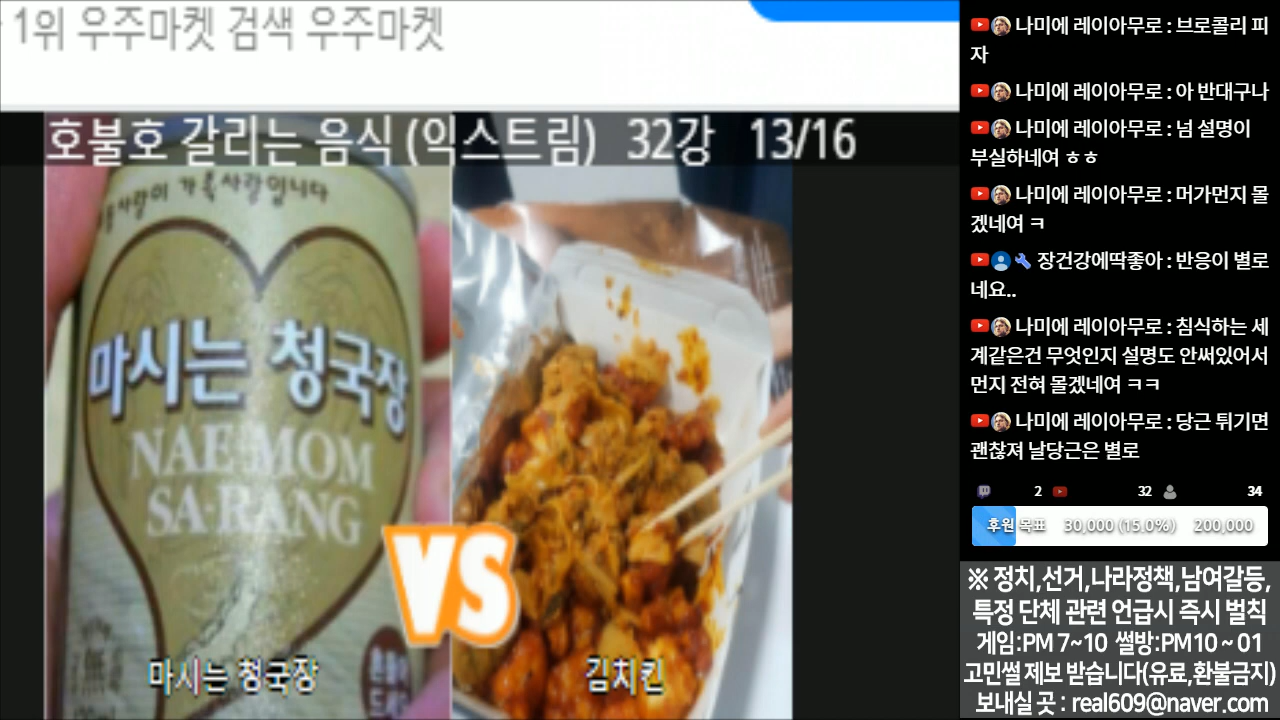 1위 우주마켓 검색 우주마켓
호불호 갈리는 음식 (익스트림) 32강 13/16
마시는 청국장
SA·RANG
VS
마시는 청국장
김치킨
나미에 레이아무로 : 브로콜리 피
자
나미에 레이아무로 : 아 반대구나
나미에 레이아무로 : 넘 설명이
부실하네여 ㅎㅎ
나미에 레이아무로 : 머가먼지 몰
겠네여 ㅋ
장건강에딱좋아 : 반응이 별로
네요..
나미에 레이아무로 : 침식하는 세
계같은건 무엇인지 설명도 안써있어서
먼지 전혀 몰겠네여 ㅋㅋ
나미에 레이아무로 : 당근 튀기면
괜찮져 날당근은 별로
2 32 34
후원 목표 30,000 (15.0%) 200,000
※ 정치,선거,나라정책,남여갈등,
특정 단체 관련 언급시 즉시 벌칙
게임:PM 7~10 썰방:PM10 ~ 01
고민썰 제보 받습니다(유료,환불금지)
보내실 곳 : real609@naver.com